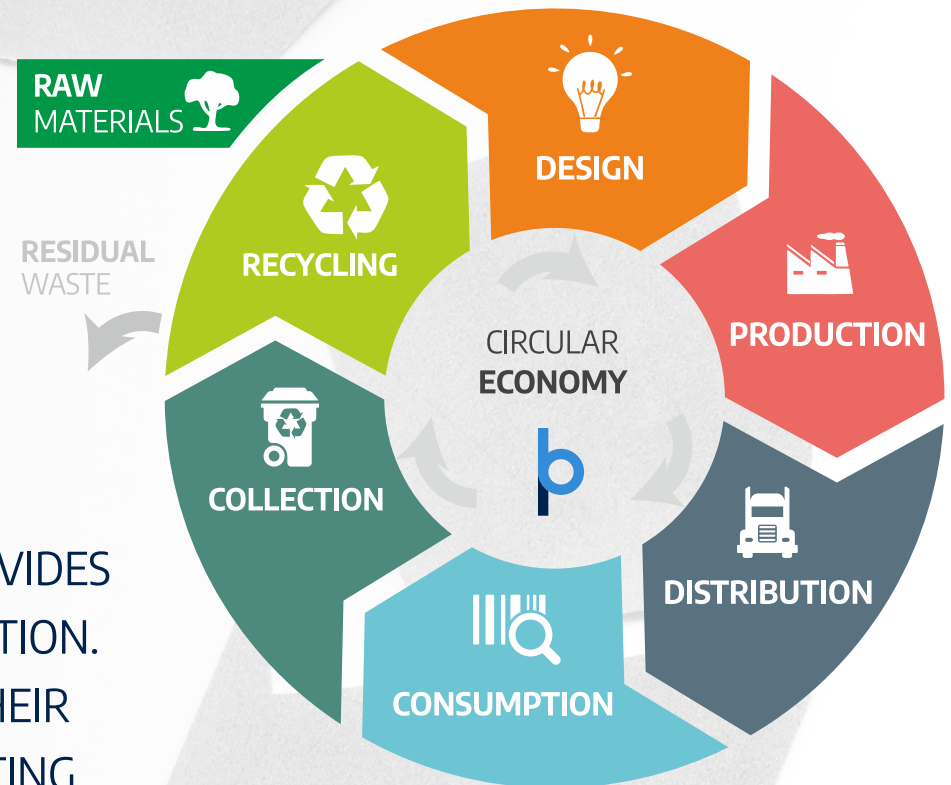 RAW
MATERIALS
DESIGN
RECYCLING
RESIDUAL
WASTE
PRODUCTION
CIRCULAR
ECONOMY
COLLECTION
DISTRIBUTION
CONSUMPTION
VIDES
TION.
HEIR
TING